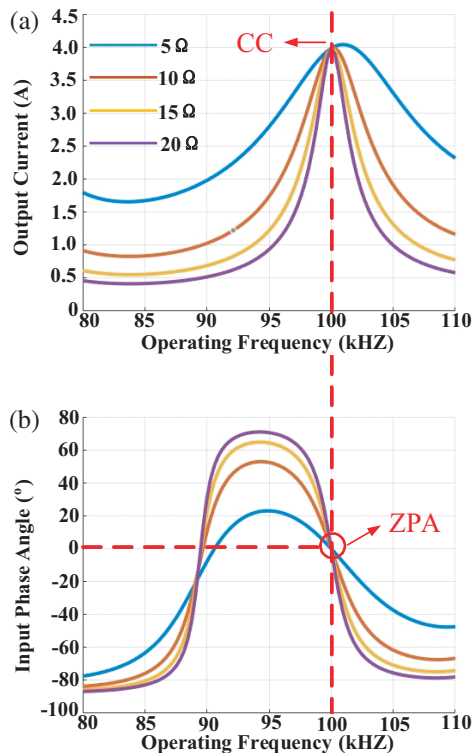 (a)
4.5
4.0
3.5
3.0
2.5
2.0
1.5
1.0
0.5
0
Output Current (A)
5 Ω
10 Ω
15 Ω
20 Ω
CC
80 85 90 95 100 105 110
Operating Frequency (kHZ)
(b)
80
60
40
20
0
-20
-40
-60
-80
-100
Input Phase Angle (°)
ZPA
80 85 90 95 100 105 110
Operating Frequency (kHZ)